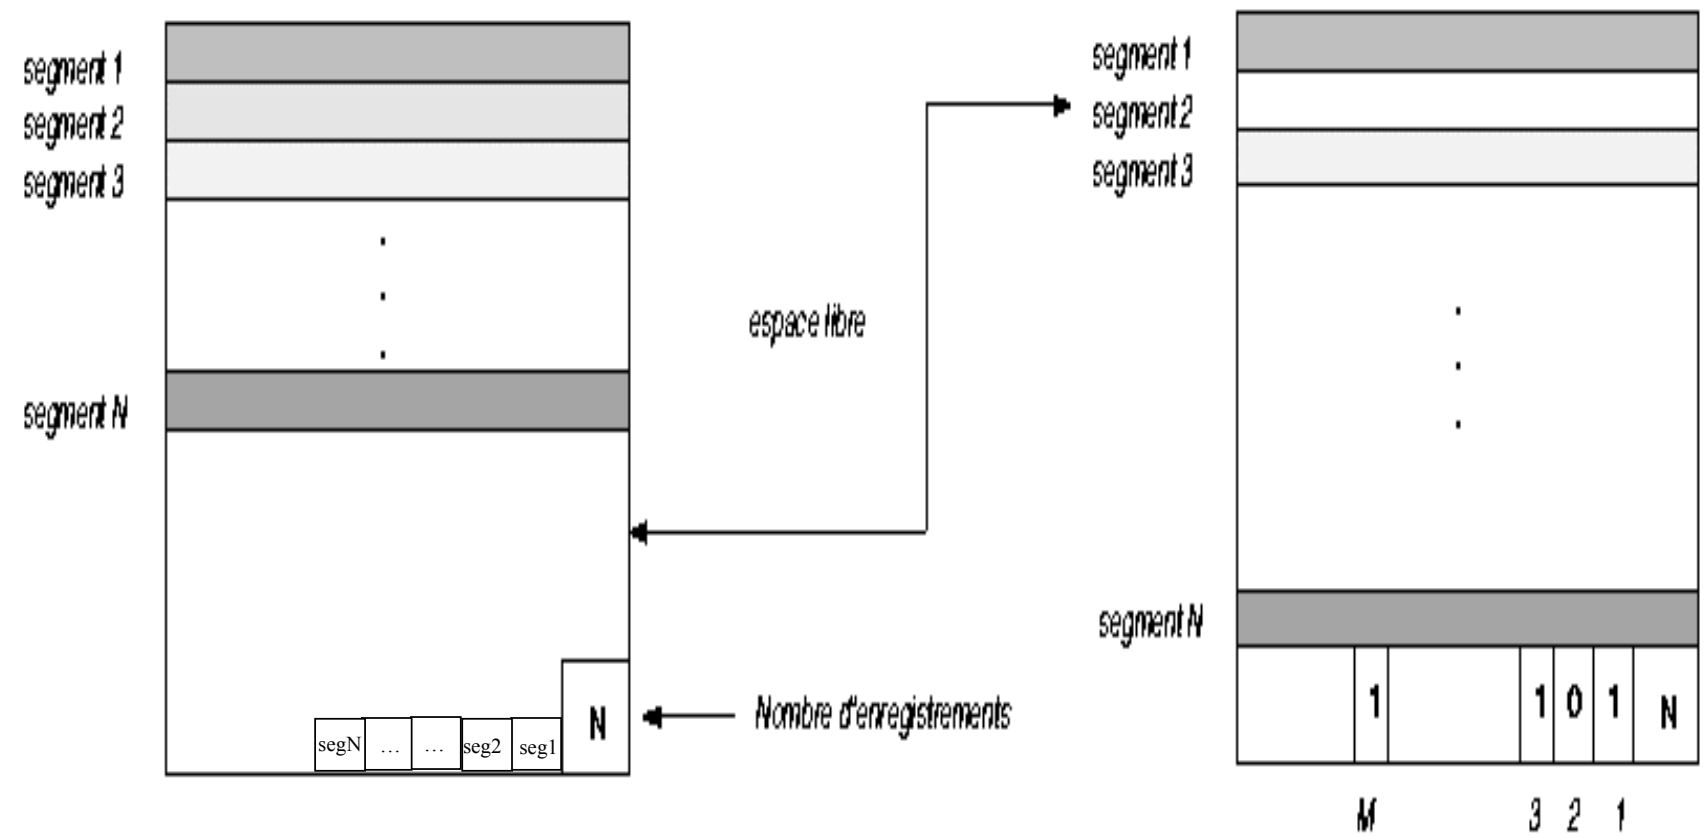 segment 1
segment 2
segment 3
segment N
segN … … seg2 seg1
N
espace libre
Nombre d'enregistrements
segment 1
segment 2
segment 3
segment N
1 1 0 1 N
M 3 2 1